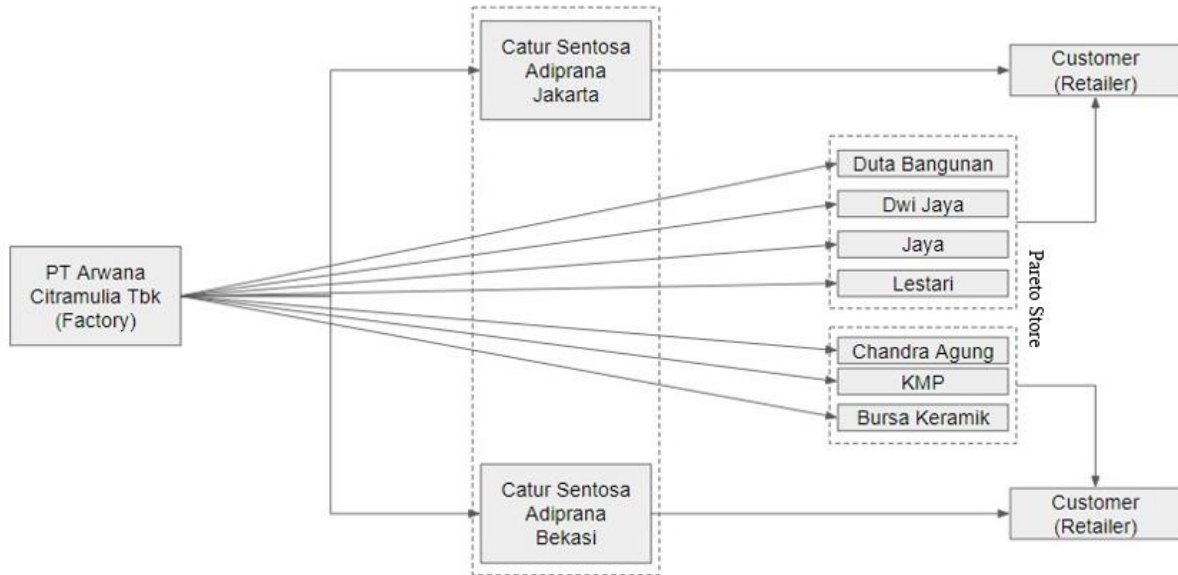 PT Arwana
Citramulia Tbk
(Factory)
Catur Sentosa
Adiprana
Jakarta
Catur Sentosa
Adiprana
Bekasi
Duta Bangunan
Dwi Jaya
Jaya
Lestari
Chandra Agung
KMP
Bursa Keramik
Pareto Store
Customer
(Retailer)
Customer
(Retailer)